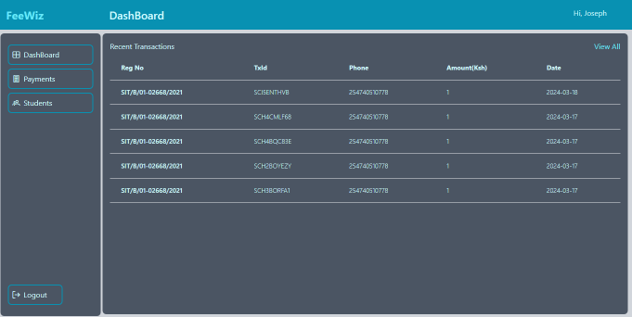 FeeWiz DashBoard Hi, Joseph
DashBoard
Payments
Students
Logout
Recent Transactions View All
Reg No TxId Phone Amount(Ksh) Date
SIT/B/01-02668/2021 SCI5ENTHVB 254740510778 1 2024-03-18
SIT/B/01-02668/2021 SCH4CMLF68 254740510778 1 2024-03-17
SIT/B/01-02668/2021 SCH4BQCB3E 254740510778 1 2024-03-17
SIT/B/01-02668/2021 SCH2BOYEZY 254740510778 1 2024-03-17
SIT/B/01-02668/2021 SCH3BORFA1 254740510778 1 2024-03-17